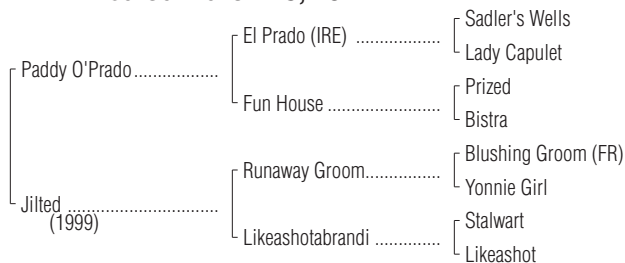 Sadler's Wells
El Prado (IRE) ..................
Lady Capulet
Paddy O'Prado ..................
Prized
Fun House ........................
Bistra
Blushing Groom (FR)
Runaway Groom ................
Yonnie Girl
Jilted ................................
(1999)
Stalwart
Likeashotabrandi ................
Likeashot